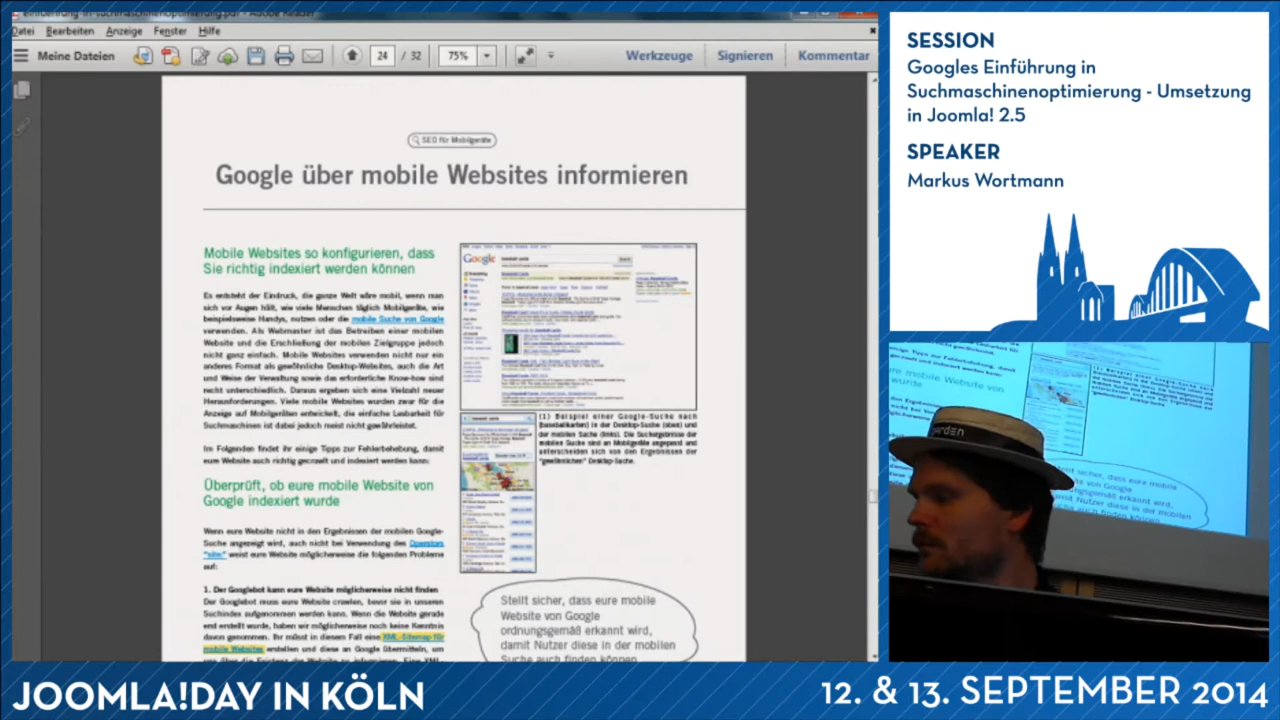 einfuehrung-in-suchmaschinenoptimierung.pdf - Adobe Reader
Datei Bearbeiten Anzeige Fenster Hilfe
Meine Dateien 24 / 32 75% Werkzeuge Signieren Kommentar
SEO für Mobilgeräte
Google über mobile Websites informieren
Mobile Websites so konfigurieren, dass
Sie richtig indexiert werden können
Es entsteht der Eindruck, die ganze Welt wäre mobil, wenn man
sich vor Augen hält, wie viele Menschen täglich Mobilgeräte, wie
beispielsweise Handys, nutzen oder die mobile Suche von Google
verwenden. Als Webmaster ist das Betreiben einer mobilen
Website und die Erschließung der mobilen Zielgruppe jedoch
nicht ganz einfach. Mobile Websites verwenden nicht nur ein
anderes Format als gewöhnliche Desktop-Websites, auch die Art
und Weise der Verwaltung sowie das erforderliche Know-how sind
recht unterschiedlich. Daraus ergeben sich eine Vielzahl neuer
Herausforderungen. Viele mobile Websites wurden zwar für die
Anzeige auf Mobilgeräten entwickelt, die einfache Lesbarkeit für
Suchmaschinen ist dabei jedoch meist nicht gewährleistet.
Im Folgenden findet ihr einige Tipps zur Fehlerbehebung, damit
eure Website auch richtig gecrawlt und indexiert werden kann:
Überprüft, ob eure mobile Website von
Google indexiert wurde
Wenn eure Website nicht in den Ergebnissen der mobilen Google-
Suche angezeigt wird, auch nicht bei Verwendung des Operators
"site:" weist eure Website möglicherweise die folgenden Probleme
auf:
1. Der Googlebot kann eure Website möglicherweise nicht finden
Der Googlebot muss eure Website crawlen, bevor sie in unseren
Suchindex aufgenommen werden kann. Wenn die Website gerade
erst erstellt wurde, haben wir möglicherweise noch keine Kenntnis
davon genommen. Ihr müsst in diesem Fall eine XML-Sitemap für
mobile Websites erstellen und diese an Google übermitteln, um
uns über die Existenz der Website zu informieren. Eine XML-
Google
(1) Beispiel einer Google-Suche nach
[baseballkarten] in der Desktop-Suche (oben) und
der mobilen Suche (links). Die Suchergebnisse der
mobilen Suche sind an Mobilgeräte angepasst und
unterscheiden sich von den Ergebnissen der
"gewöhnlichen" Desktop-Suche.
Stellt sicher, dass eure mobile
Website von Google
ordnungsgemäß erkannt wird,
damit Nutzer diese in der mobilen
Suche auch finden können
SESSION
Googles Einführung in
Suchmaschinenoptimierung - Umsetzung
in Joomla! 2.5
SPEAKER
Markus Wortmann
JOOMLA!DAY IN KÖLN
12. & 13. SEPTEMBER 2014